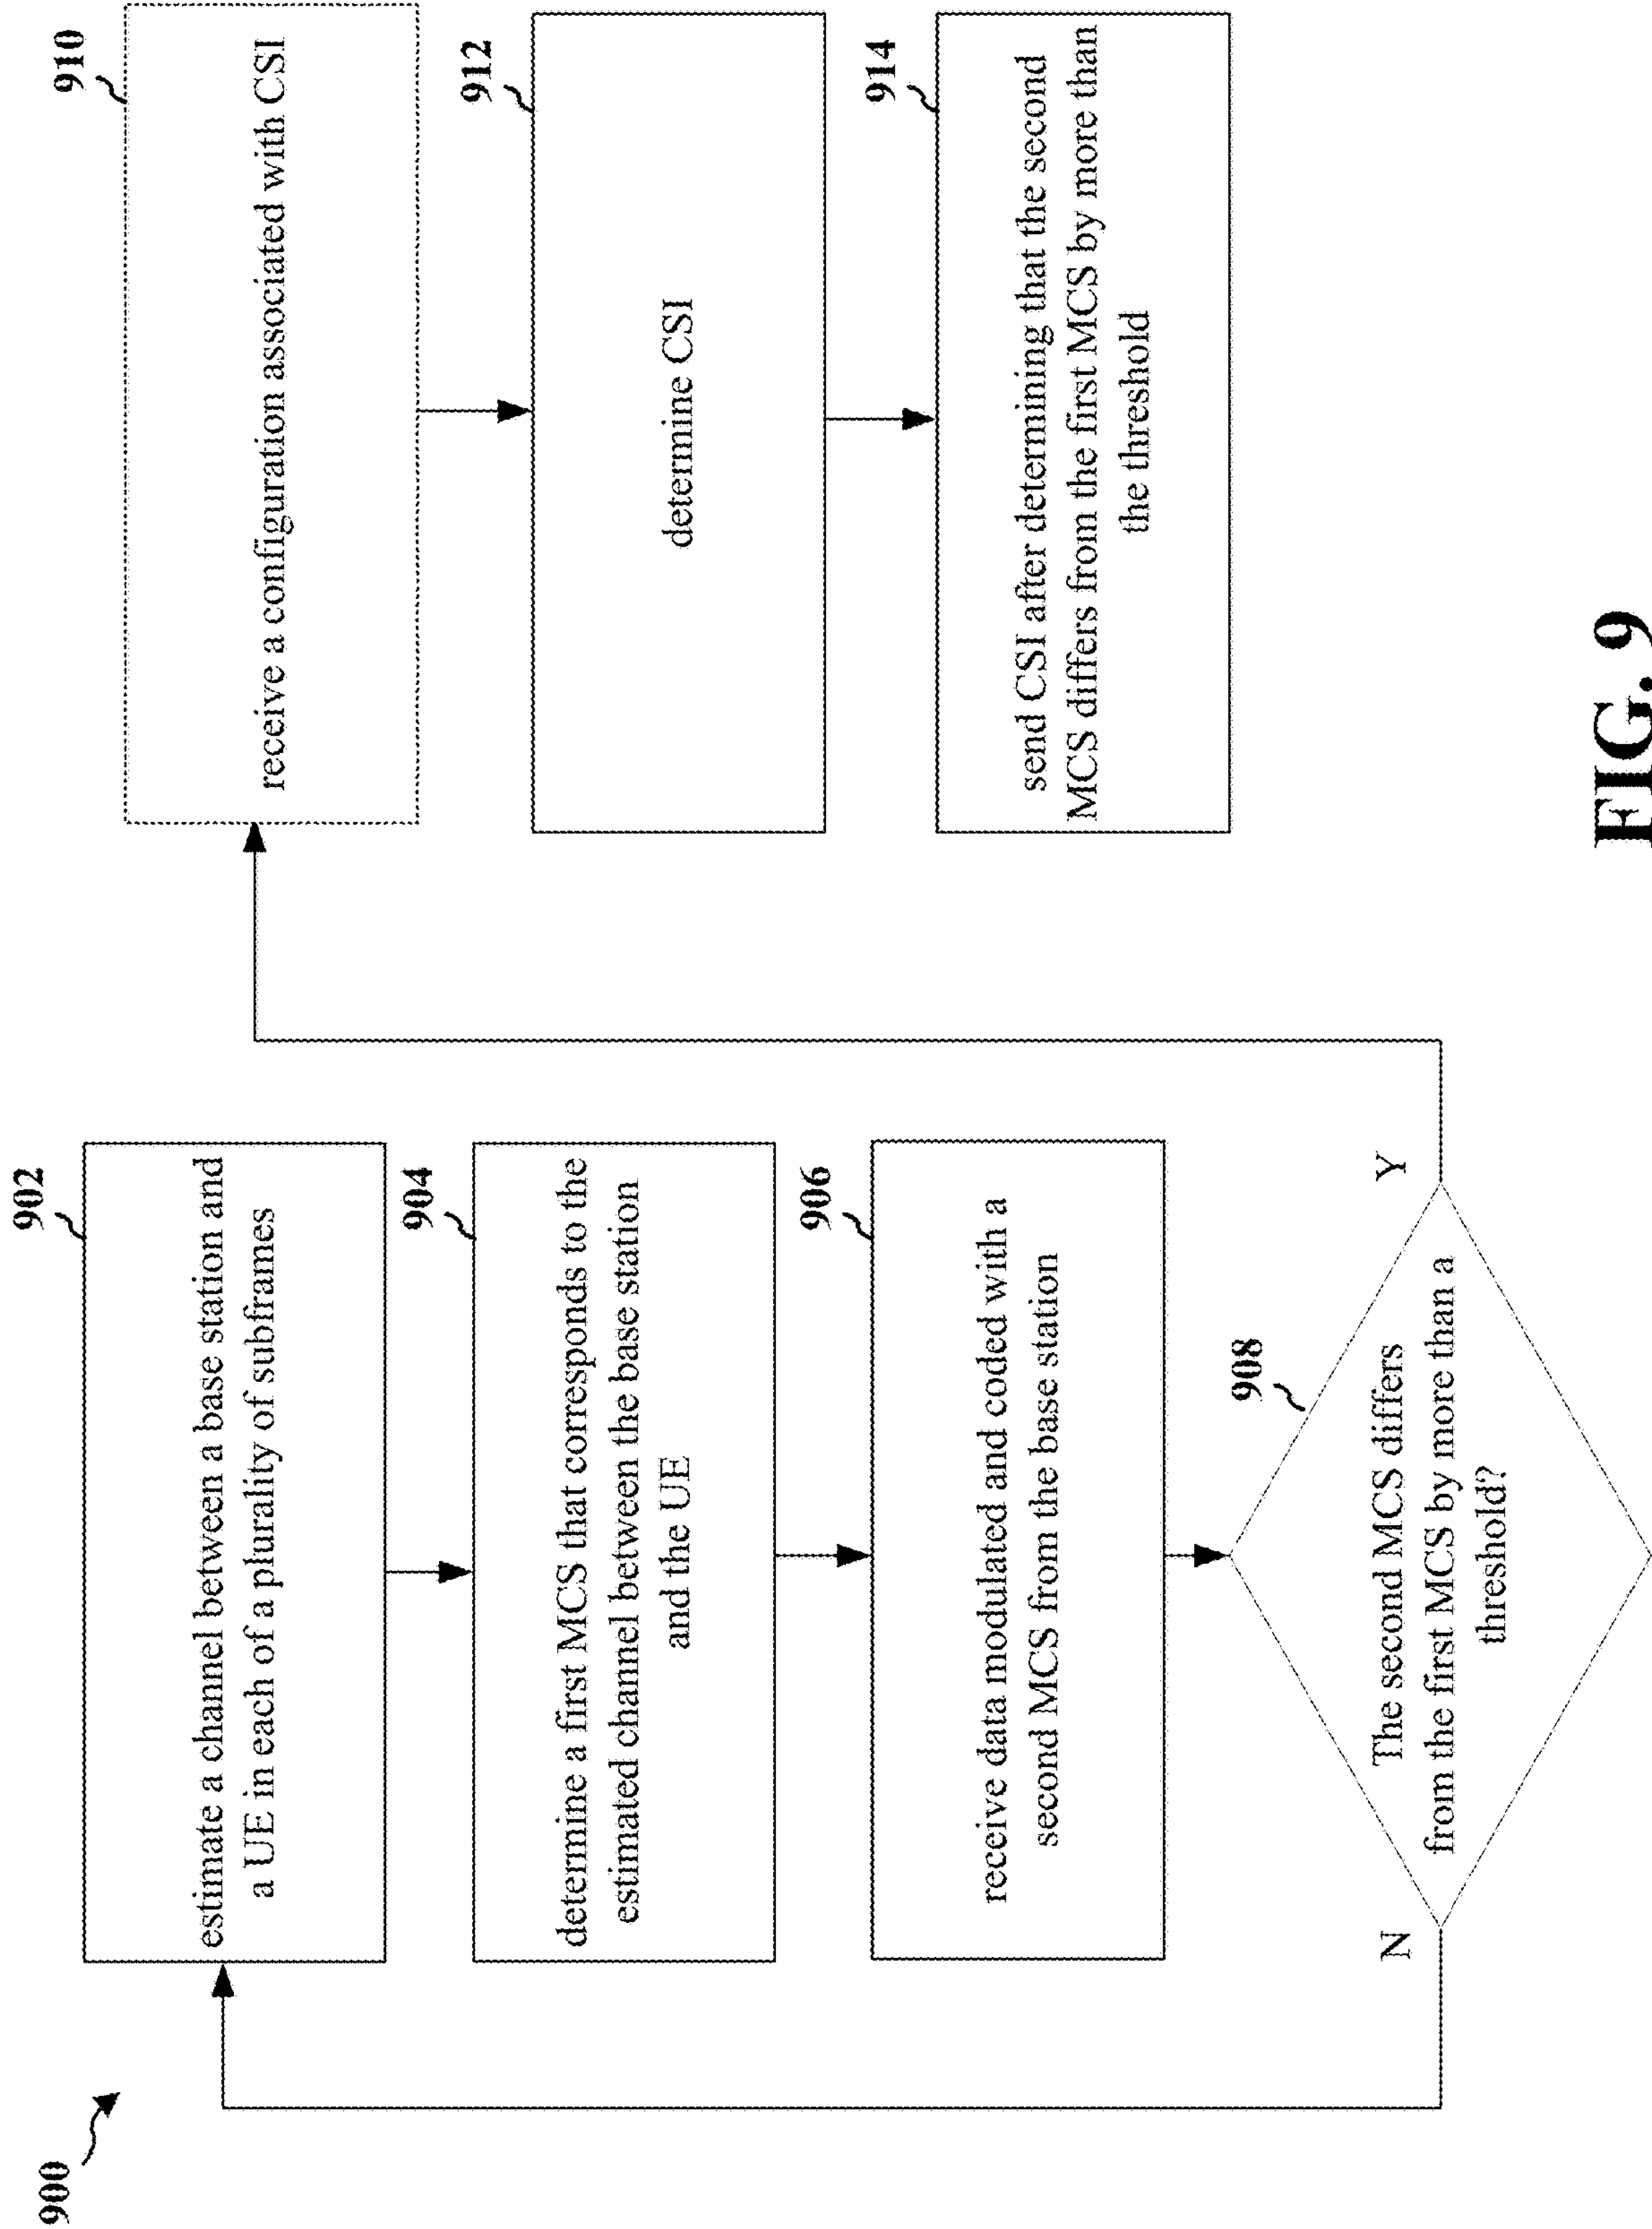 900
902
estimate a channel between a base station and
a UE in each of a plurality of subframes
904
determine a first MCS that corresponds to the
estimated channel between the base station
and the UE
906
receive data modulated and coded with a
second MCS from the base station
908
The second MCS differs
from the first MCS by more than a
threshold?
N
Y
910
receive a configuration associated with CSI
912
determine CSI
914
send CSI after determining that the second
MCS differs from the first MCS by more than
the threshold
FIG. 9